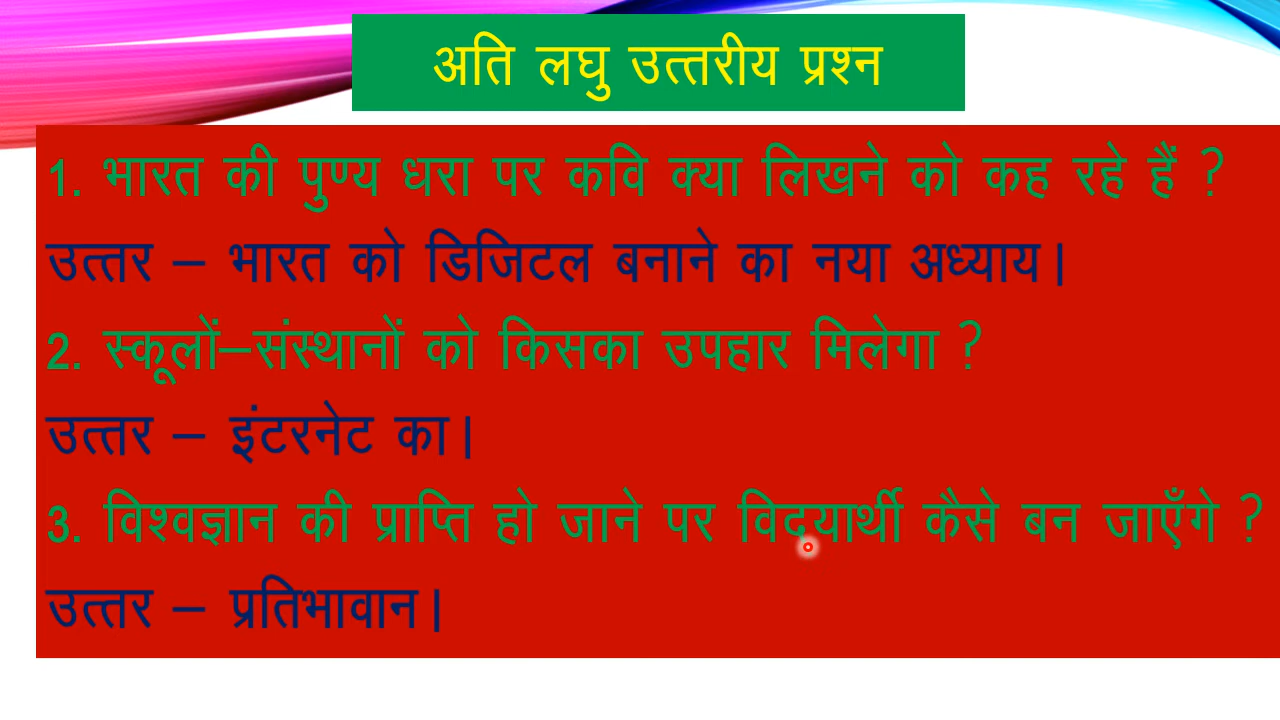 अति लघु उत्तरीय प्रश्न
1. भारत की पुण्य धरा पर कवि क्या लिखने को कह रहे हैं ?
उत्तर – भारत को डिजिटल बनाने का नया अध्याय।
2. स्कूलों–संस्थानों को किसका उपहार मिलेगा ?
उत्तर – इंटरनेट का।
3. विश्वज्ञान की प्राप्ति हो जाने पर विद्यार्थी कैसे बन जाएँगे ?
उत्तर – प्रतिभावान।